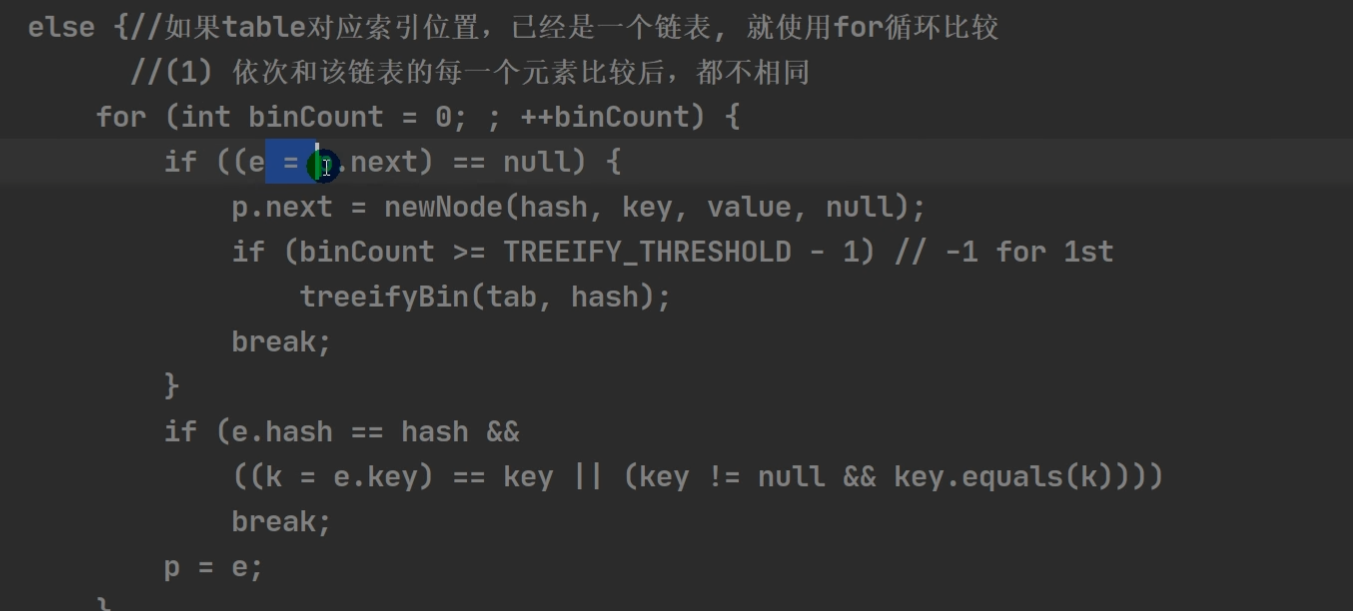 else {//如果table对应索引位置，已经是一个链表, 就使用for循环比较
//(1) 依次和该链表的每一个元素比较后，都不相同
for (int binCount = 0; ; ++binCount) {
if ((e = p.next) == null) {
p.next = newNode(hash, key, value, null);
if (binCount >= TREEIFY_THRESHOLD - 1) // -1 for 1st
treeifyBin(tab, hash);
break;
}
if (e.hash == hash &&
((k = e.key) == key || (key != null && key.equals(k))))
break;
p = e;
}